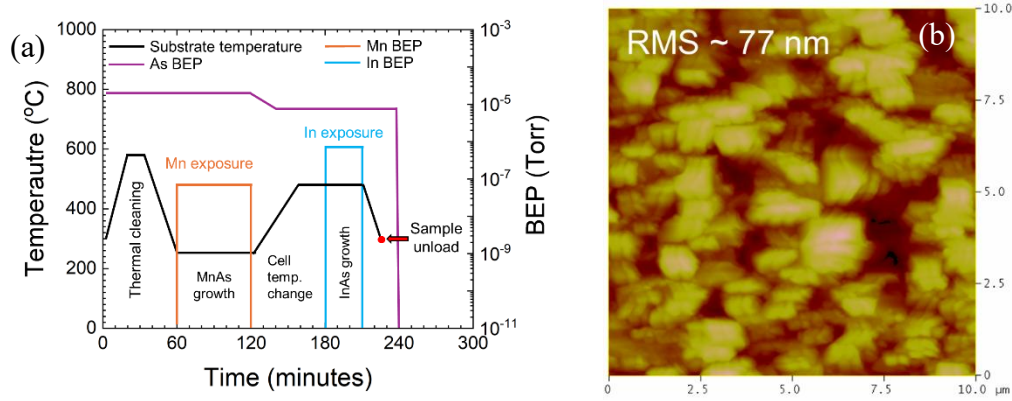 (a)
1000
800
600
400
200
0
Temperautre (°C)
Substrate temperature
As BEP
Mn BEP
In BEP
10-3
10-5
10-7
10-9
10-11
BEP (Torr)
In exposure
Mn exposure
Thermal cleaning
MnAs
growth
Cell
temp.
change
InAs growth
Sample
unload
0
60
120
180
240
300
Time (minutes)
RMS ~ 77 nm
(b)
10.0
7.5
5.0
2.5
0
0
2.5
5.0
7.5
10.0
μm